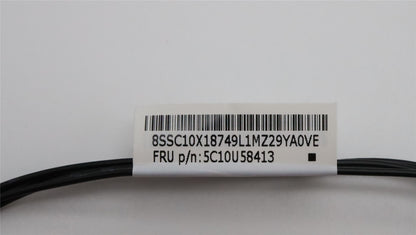 8SSC10X18749L1MZ29YA0VE
FRU p/n:5C10U58413